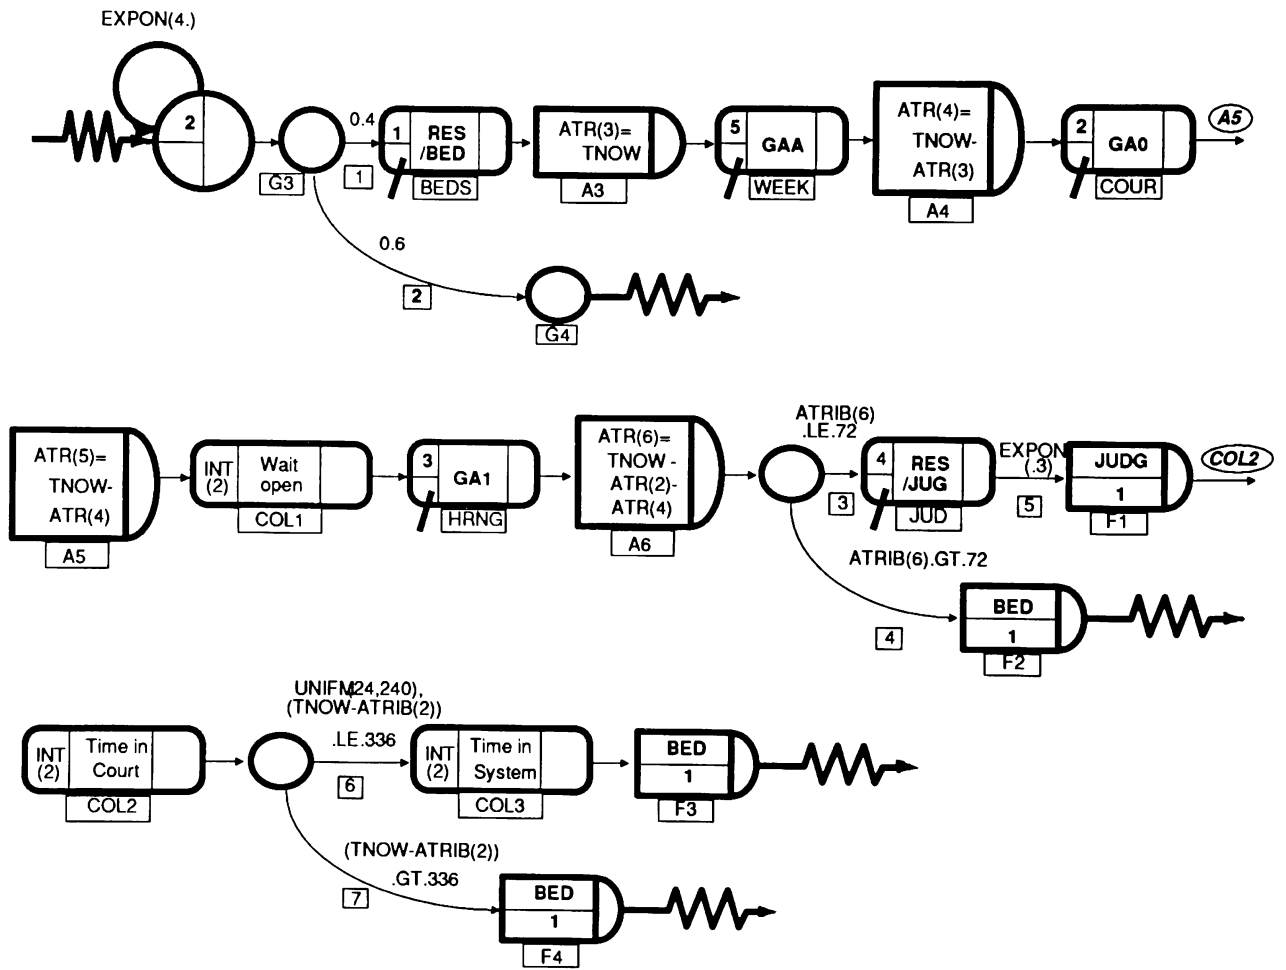 EXPON(4.)
2
G3
0.4
1
1
RES
/BED
BEDS
ATR(3)=
TNOW
A3
5
GAA
WEEK
ATR(4)=
TNOW-
ATR(3)
A4
2
GA0
COUR
A5
0.6
2
G4
ATR(5)=
TNOW-
ATR(4)
A5
INT
(2)
Wait
open
COL1
3
GA1
HRNG
ATR(6)=
TNOW -
ATR(2)-
ATR(4)
A6
ATRIB(6)
.LE.72
3
4
RES
/JUG
JUD
EXPON
(.3)
5
JUDG
1
F1
COL2
ATRIB(6).GT.72
4
BED
1
F2
INT
(2)
Time in
Court
COL2
UNIFM(24,240),
(TNOW-ATRIB(2))
.LE.336
6
INT
(2)
Time in
System
COL3
BED
1
F3
(TNOW-ATRIB(2))
.GT.336
7
BED
1
F4